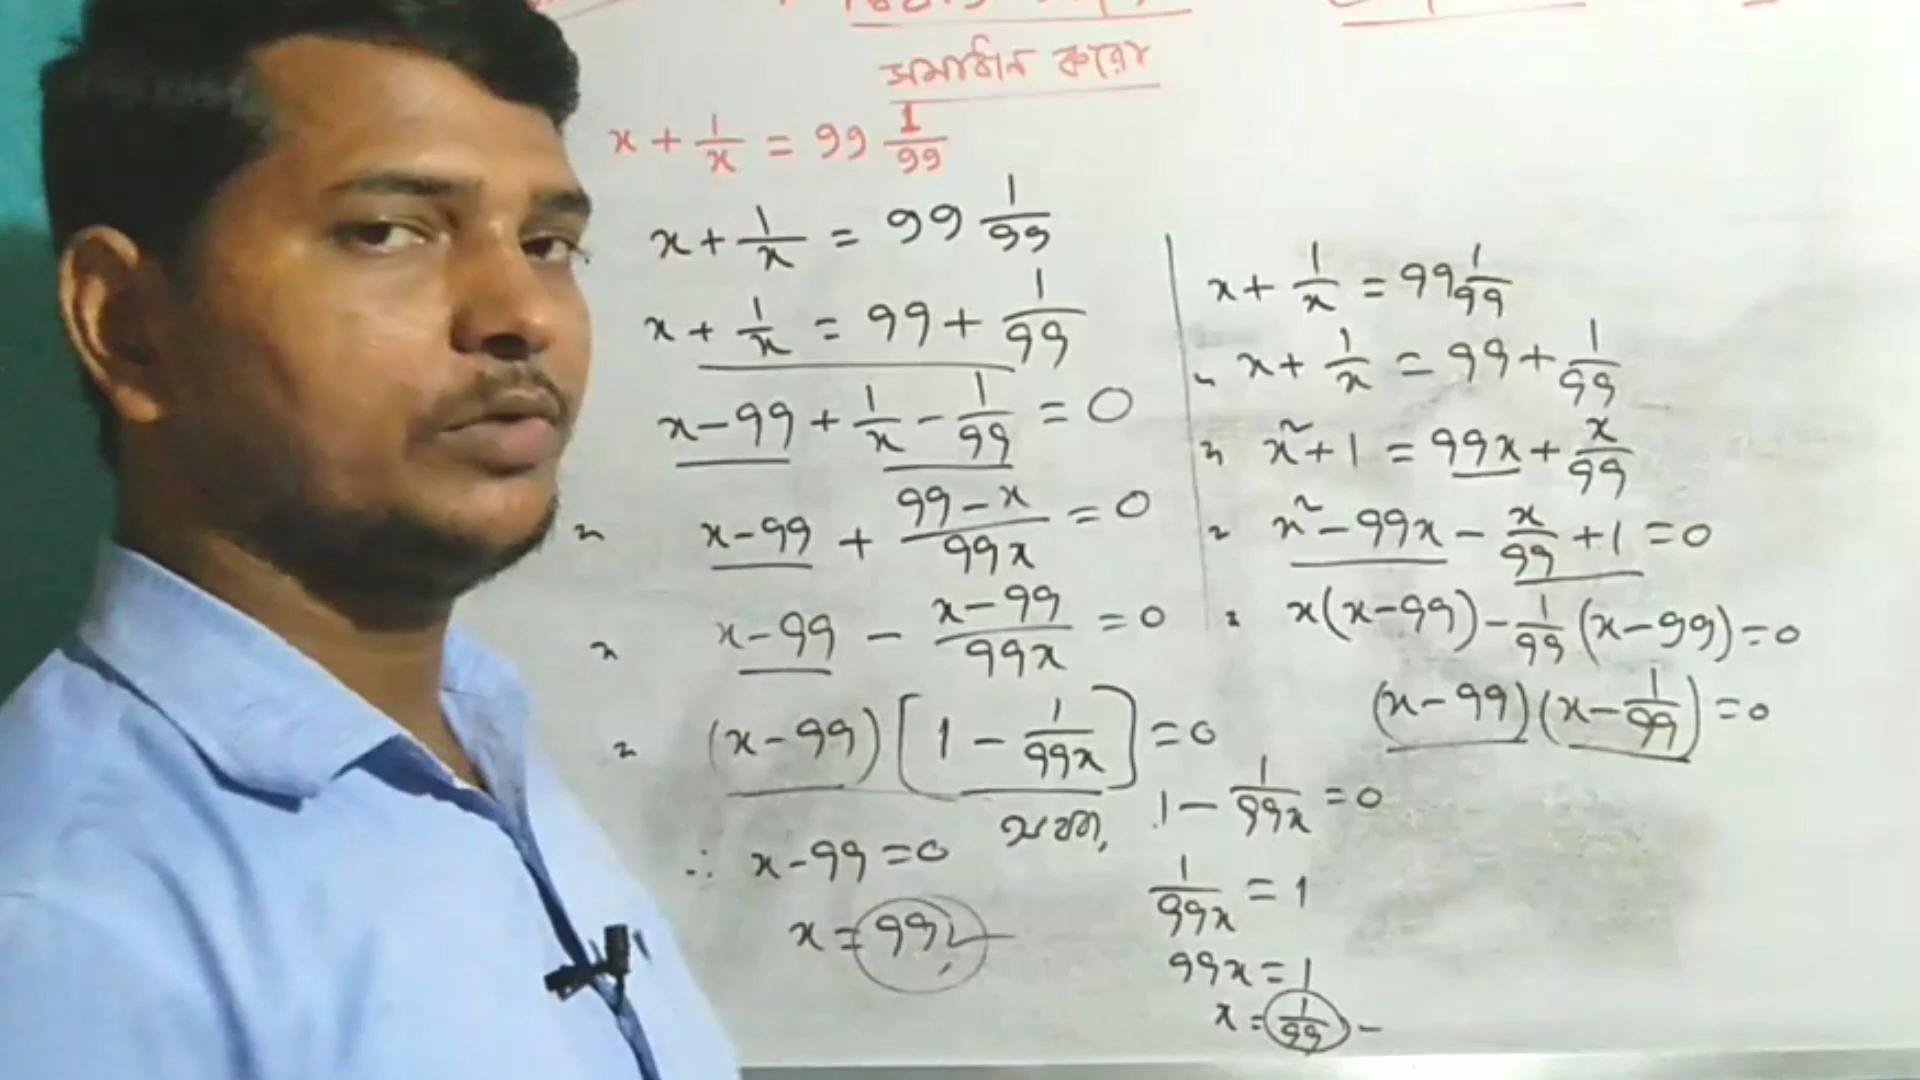 সমাধান করো
x + 1/x = 99 1/99
x + 1/x = 99 1/99
x + 1/x = 99 + 1/99
x - 99 + 1/x - 1/99 = 0
x - 99 + (99 - x)/99x = 0
x - 99 - (x - 99)/99x = 0
(x - 99) [1 - 1/99x] = 0
∴ x - 99 = 0
x = 99
1 - 1/99x = 0
1/99x = 1
99x = 1
x = 1/99
x + 1/x = 99 1/99
x + 1/x = 99 + 1/99
x² + 1 = 99x + x/99
x² - 99x - x/99 + 1 = 0
x(x - 99) - 1/99 (x - 99) = 0
(x - 99)(x - 1/99) = 0